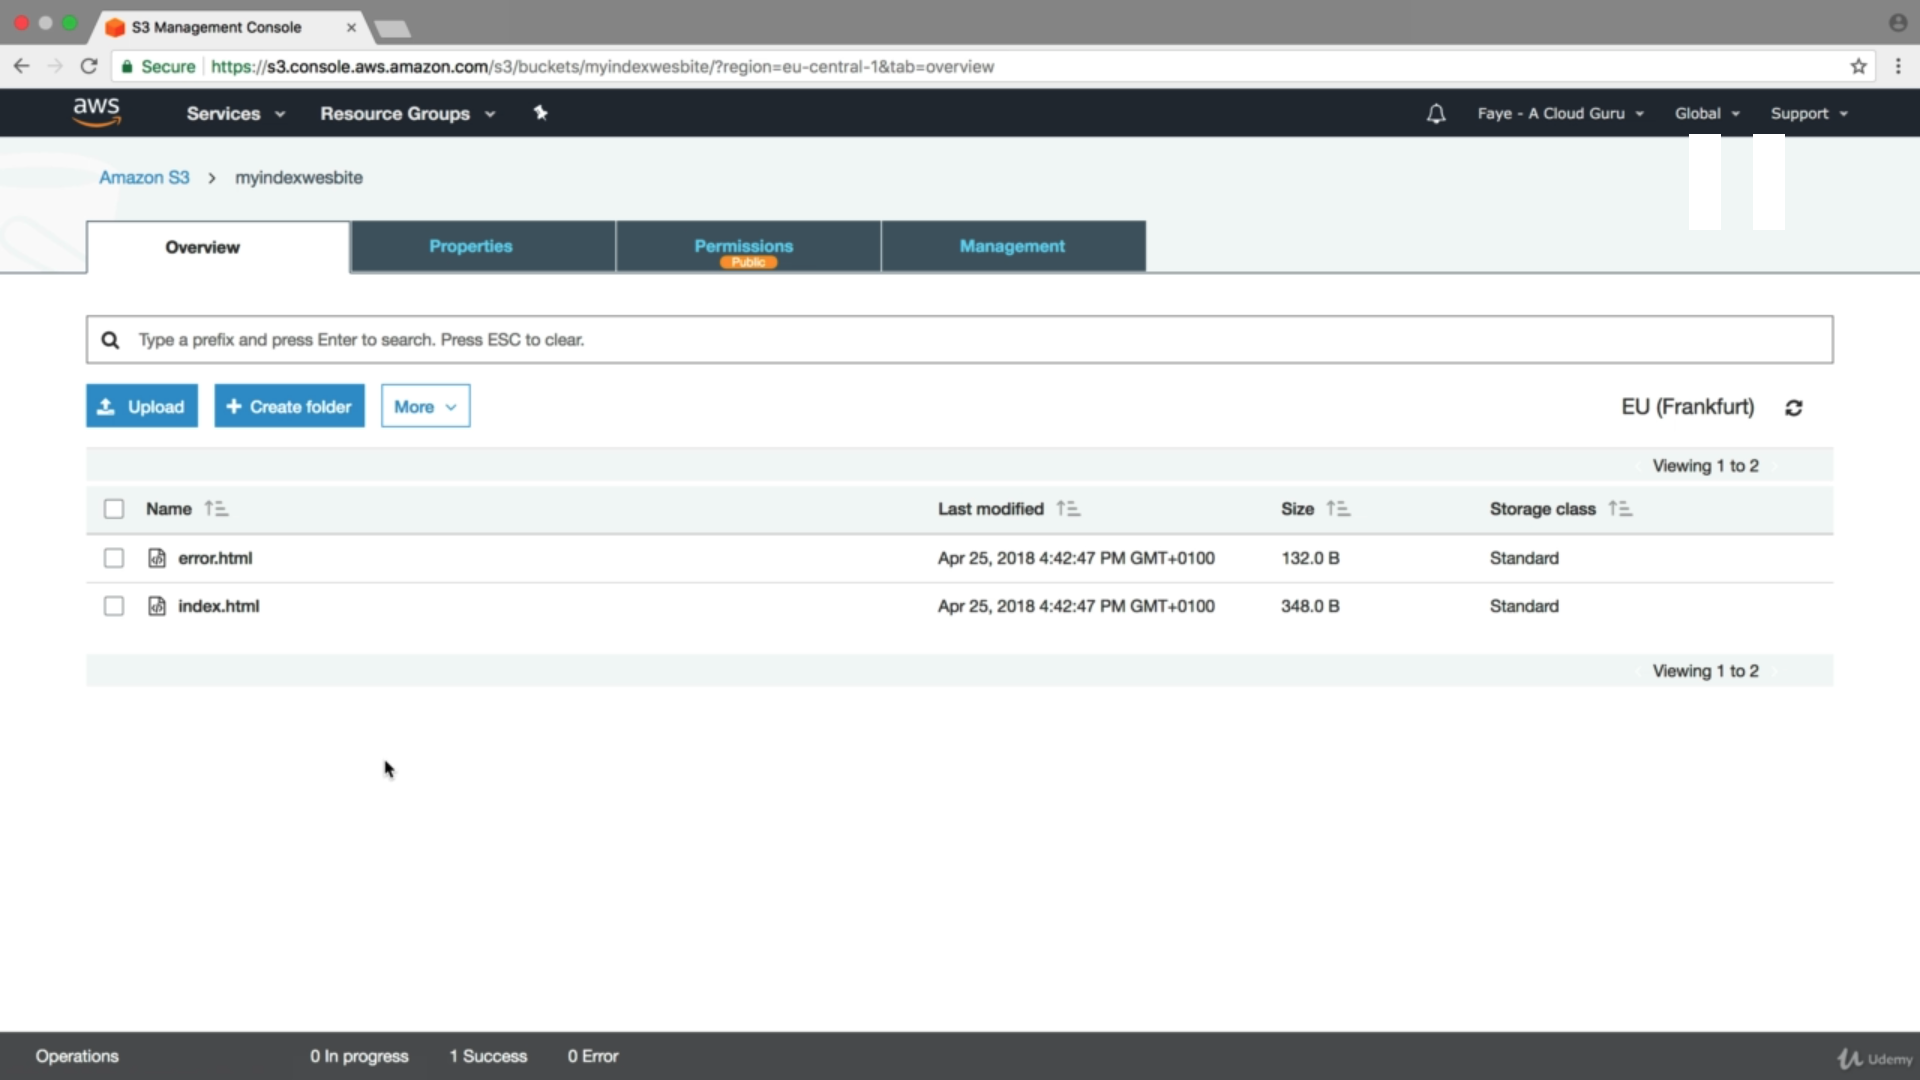 S3 Management Console
Secure https://s3.console.aws.amazon.com/s3/buckets/myindexwesbite/?region=eu-central-1&tab=overview
aws Services Resource Groups Faye - A Cloud Guru Global Support
Amazon S3 > myindexwesbite
Overview Properties Permissions Management
Public
Type a prefix and press Enter to search. Press ESC to clear.
Upload + Create folder More EU (Frankfurt)
Viewing 1 to 2
Name Last modified Size Storage class
error.html Apr 25, 2018 4:42:47 PM GMT+0100 132.0 B Standard
index.html Apr 25, 2018 4:42:47 PM GMT+0100 348.0 B Standard
Viewing 1 to 2
Operations 0 In progress 1 Success 0 Error
Udemy